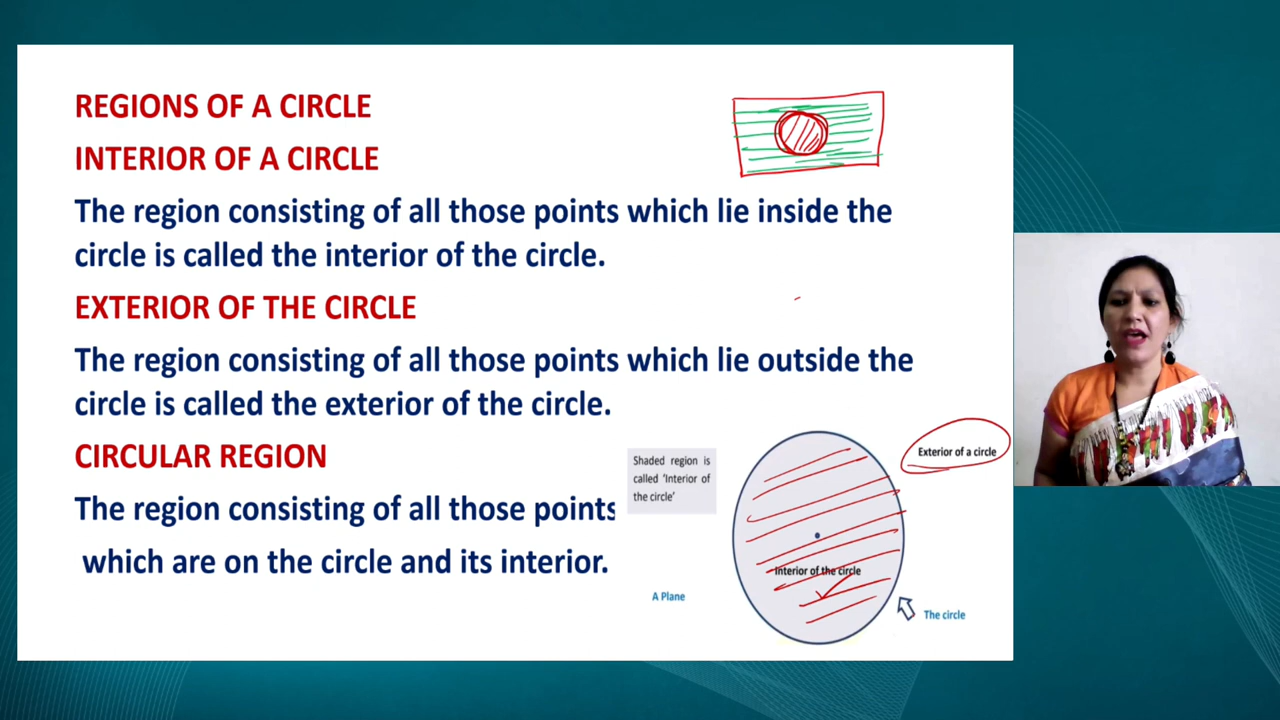 REGIONS OF A CIRCLE
INTERIOR OF A CIRCLE
The region consisting of all those points which lie inside the
circle is called the interior of the circle.
EXTERIOR OF THE CIRCLE
The region consisting of all those points which lie outside the
circle is called the exterior of the circle.
CIRCULAR REGION
The region consisting of all those points
which are on the circle and its interior.
Shaded region is
called 'Interior of
the circle'
Exterior of a circle
Interior of the circle
A Plane
The circle